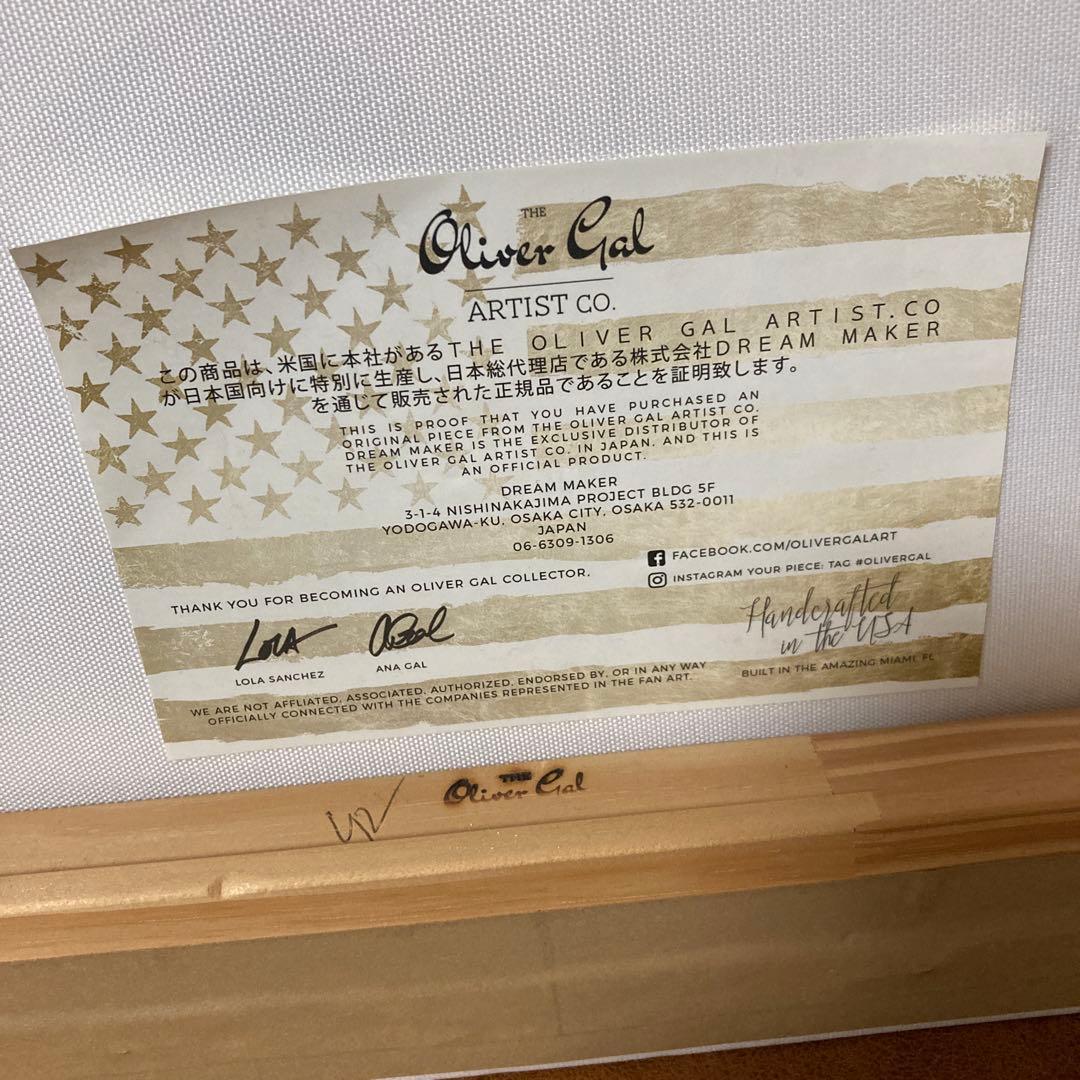 THE
Oliver Gal
ARTIST CO.
この商品は、米国に本社があるTHE OLIVER GAL ARTIST.CO
が日本国向けに特別に生産し、日本総代理店である株式会社DREAM MAKER
を通じて販売された正規品であることを証明致します。
THIS IS PROOF THAT YOU HAVE PURCHASED AN
ORIGINAL PIECE FROM THE OLIVER GAL ARTIST CO.
DREAM MAKER IS THE EXCLUSIVE DISTRIBUTOR OF
THE OLIVER GAL ARTIST CO. IN JAPAN. AND THIS IS
AN OFFICIAL PRODUCT.
DREAM MAKER
3-1-4 NISHINAKAJIMA PROJECT BLDG 5F
YODOGAWA-KU, OSAKA CITY, OSAKA 532-0011
JAPAN
06-6309-1306
FACEBOOK.COM/OLIVERGALART
INSTAGRAM YOUR PIECE: TAG #OLIVERGAL
THANK YOU FOR BECOMING AN OLIVER GAL COLLECTOR,
LOLA
LOLA SANCHEZ
ANA GAL
Handcrafted
in the USA
BUILT IN THE AMAZING MIAMI, FL
WE ARE NOT AFFLIATED, ASSOCIATED, AUTHORIZED, ENDORSED BY, OR IN ANY WAY
OFFICIALLY CONNECTED WITH THE COMPANIES REPRESENTED IN THE FAN ART.
THE
Oliver Gal